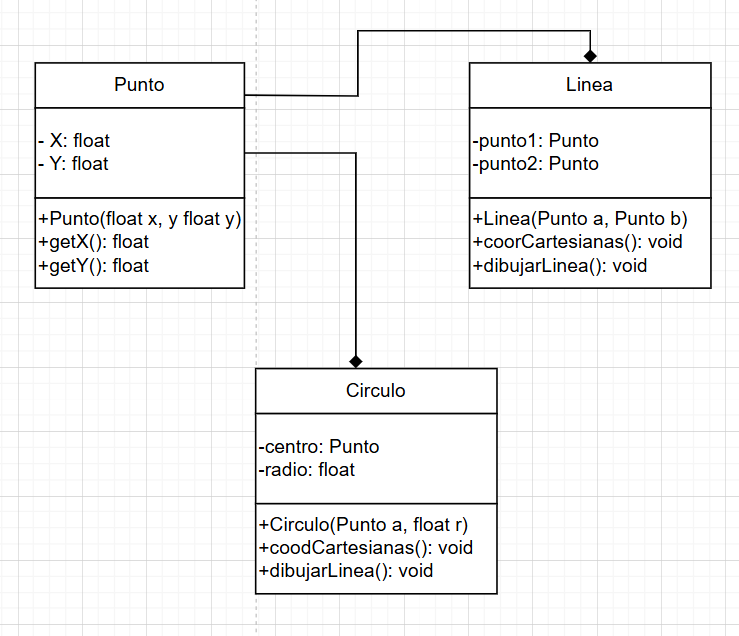 Punto
- X: float
- Y: float
+Punto(float x, y float y)
+getX(): float
+getY(): float
Linea
-punto1: Punto
-punto2: Punto
+Linea(Punto a, Punto b)
+coorCartesianas(): void
+dibujarLinea(): void
Circulo
-centro: Punto
-radio: float
+Circulo(Punto a, float r)
+coodCartesianas(): void
+dibujarLinea(): void